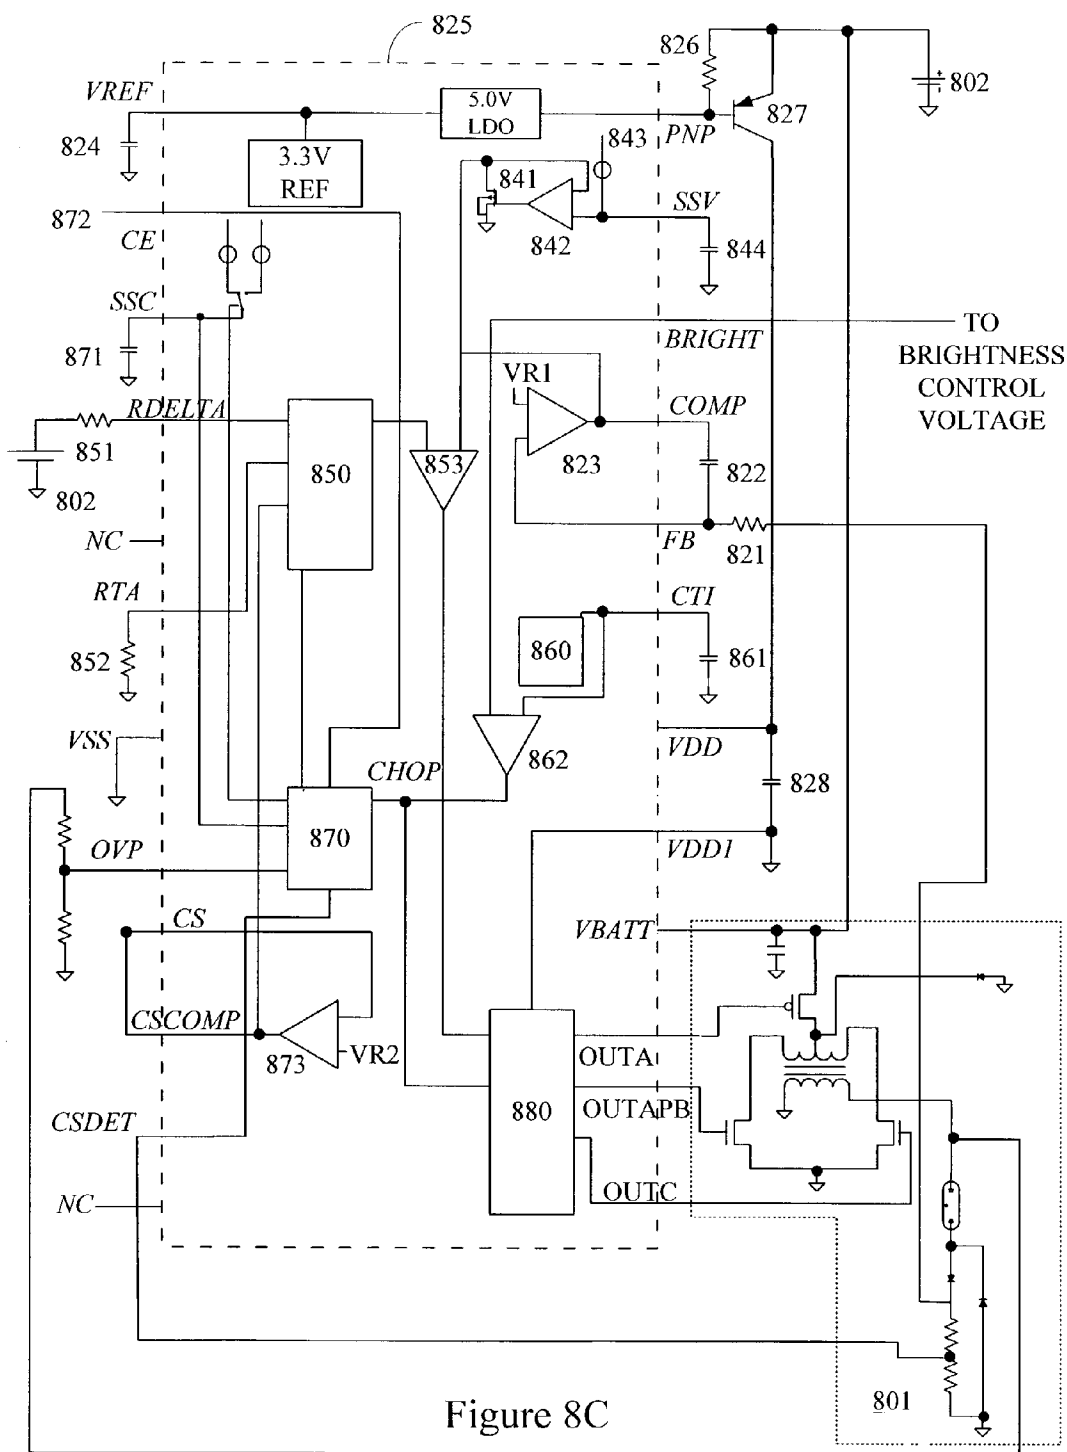 825
826
802
VREF
5.0V
LDO
827
824
PNP
843
3.3V
REF
841
872
SSV
CE
842
844
SSC
TO
BRIGHTNESS
CONTROL
VOLTAGE
871
BRIGHT
VR1
RDELTA
COMP
851
850
853
823
822
802
NC
FB
821
RTA
CTI
852
860
861
VSS
VDD
862
CHOP
828
870
OVP
VDD1
CS
VBATT
CSCOMP
873
VR2
OUTA
880
OUTAPB
CSDET
OUTC
NC
801
Figure 8C